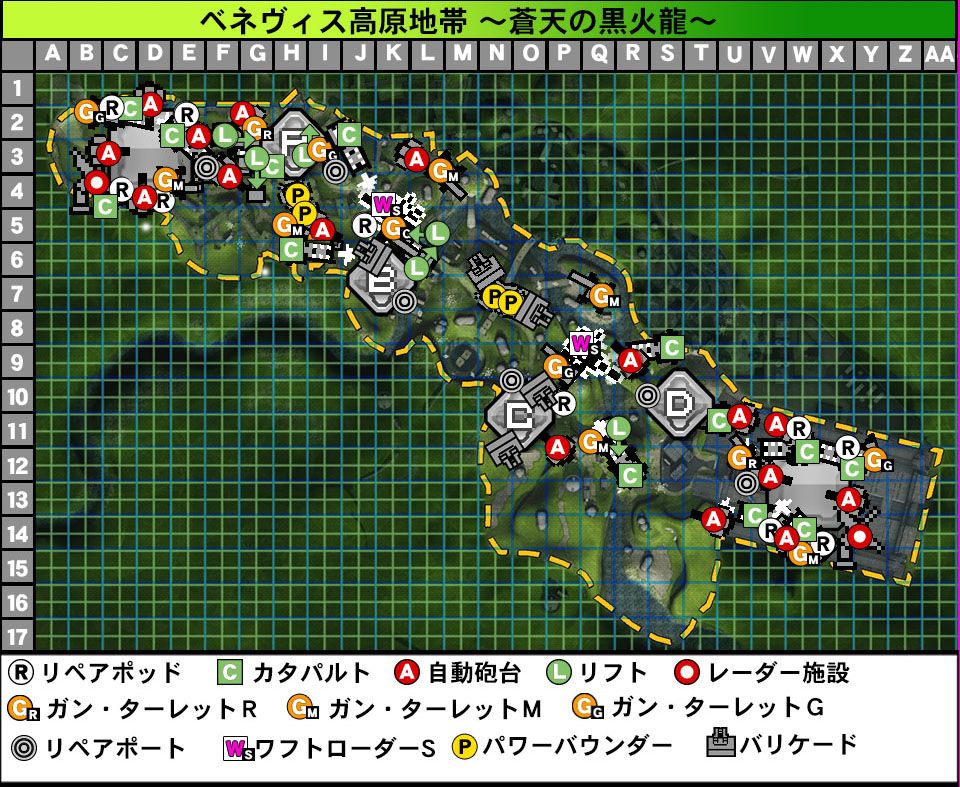 ベネヴィス高原地帯 ～蒼天の黒火龍～
A B C D E F G H I J K L M N O P Q R S T U V W X Y Z AA
1
R C A
2
G G R A
G R
C A L C
3
A L C L G G A
G M
4
R A G M A P
R W S
5
C G M P A R G G L
6
C B L
7
P P G M
8
W S C
9
G G A
10
D
C R
11
C A A R
A G M L
12
G R C R C G G
C A
13
A
A C
14
R A C R
G M
15
16
17
R リペアポッド C カタパルト A 自動砲台 L リフト レーダー施設
G R ガン・ターレットR G M ガン・ターレットM G G ガン・ターレットG
リペアポート W S ワフトローダーS P パワーバウンダー バリケード